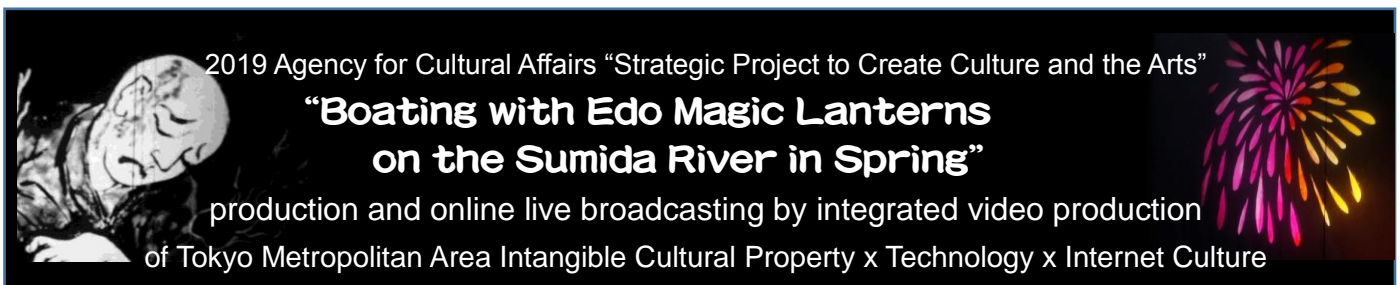 2019 Agency for Cultural Affairs “Strategic Project to Create Culture and the Arts”
“Boating with Edo Magic Lanterns
on the Sumida River in Spring”
production and online live broadcasting by integrated video production
of Tokyo Metropolitan Area Intangible Cultural Property x Technology x Internet Culture